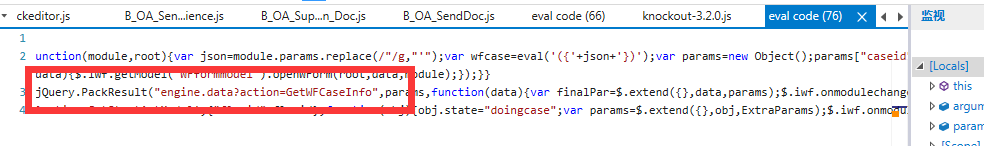 ckeditor.js B_OA_Sen...ience.js B_OA_Sup...n_Doc.js B_OA_SendDoc.js eval code (66) knockout-3.2.0.js eval code (76) 监视
1
2 unction(module,root){var json=module.params.replace(/"/g,"'");var wfcase=eval('({'+json+'})');var params=new Object();params["caseid"
data){$.iwf.getModel("WFformModel").openWform(root,data,module);});}}
3 jQuery.PackResult("engine.data?action=GetWFCaseInfo",params,function(data){var finalPar=$.extend({},data,params);$.iwf.onmodulechange
4 obj){obj.state="doingcase";var params=$.extend({},obj,ExtraParams);$.iwf.onmodu
[Locals]
this
argum
param